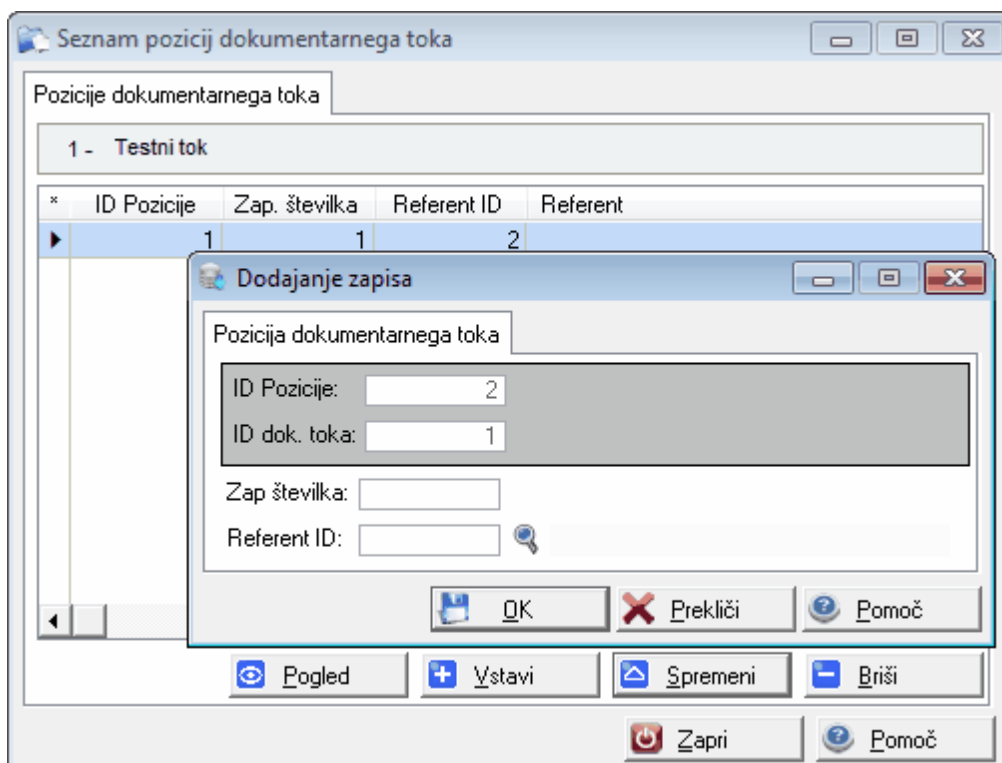 Seznam pozicij dokumentarnega toka
Pozicije dokumentarnega toka
1 - Testni tok
* ID Pozicije Zap. številka Referent ID Referent
1 1 2
Dodajanje zapisa
Pozicija dokumentarnega toka
ID Pozicije: 2
ID dok. toka: 1
Zap številka:
Referent ID:
OK Prekliči Pomoč
Pogled Vstavi Spremeni Briši
Zapri Pomoč